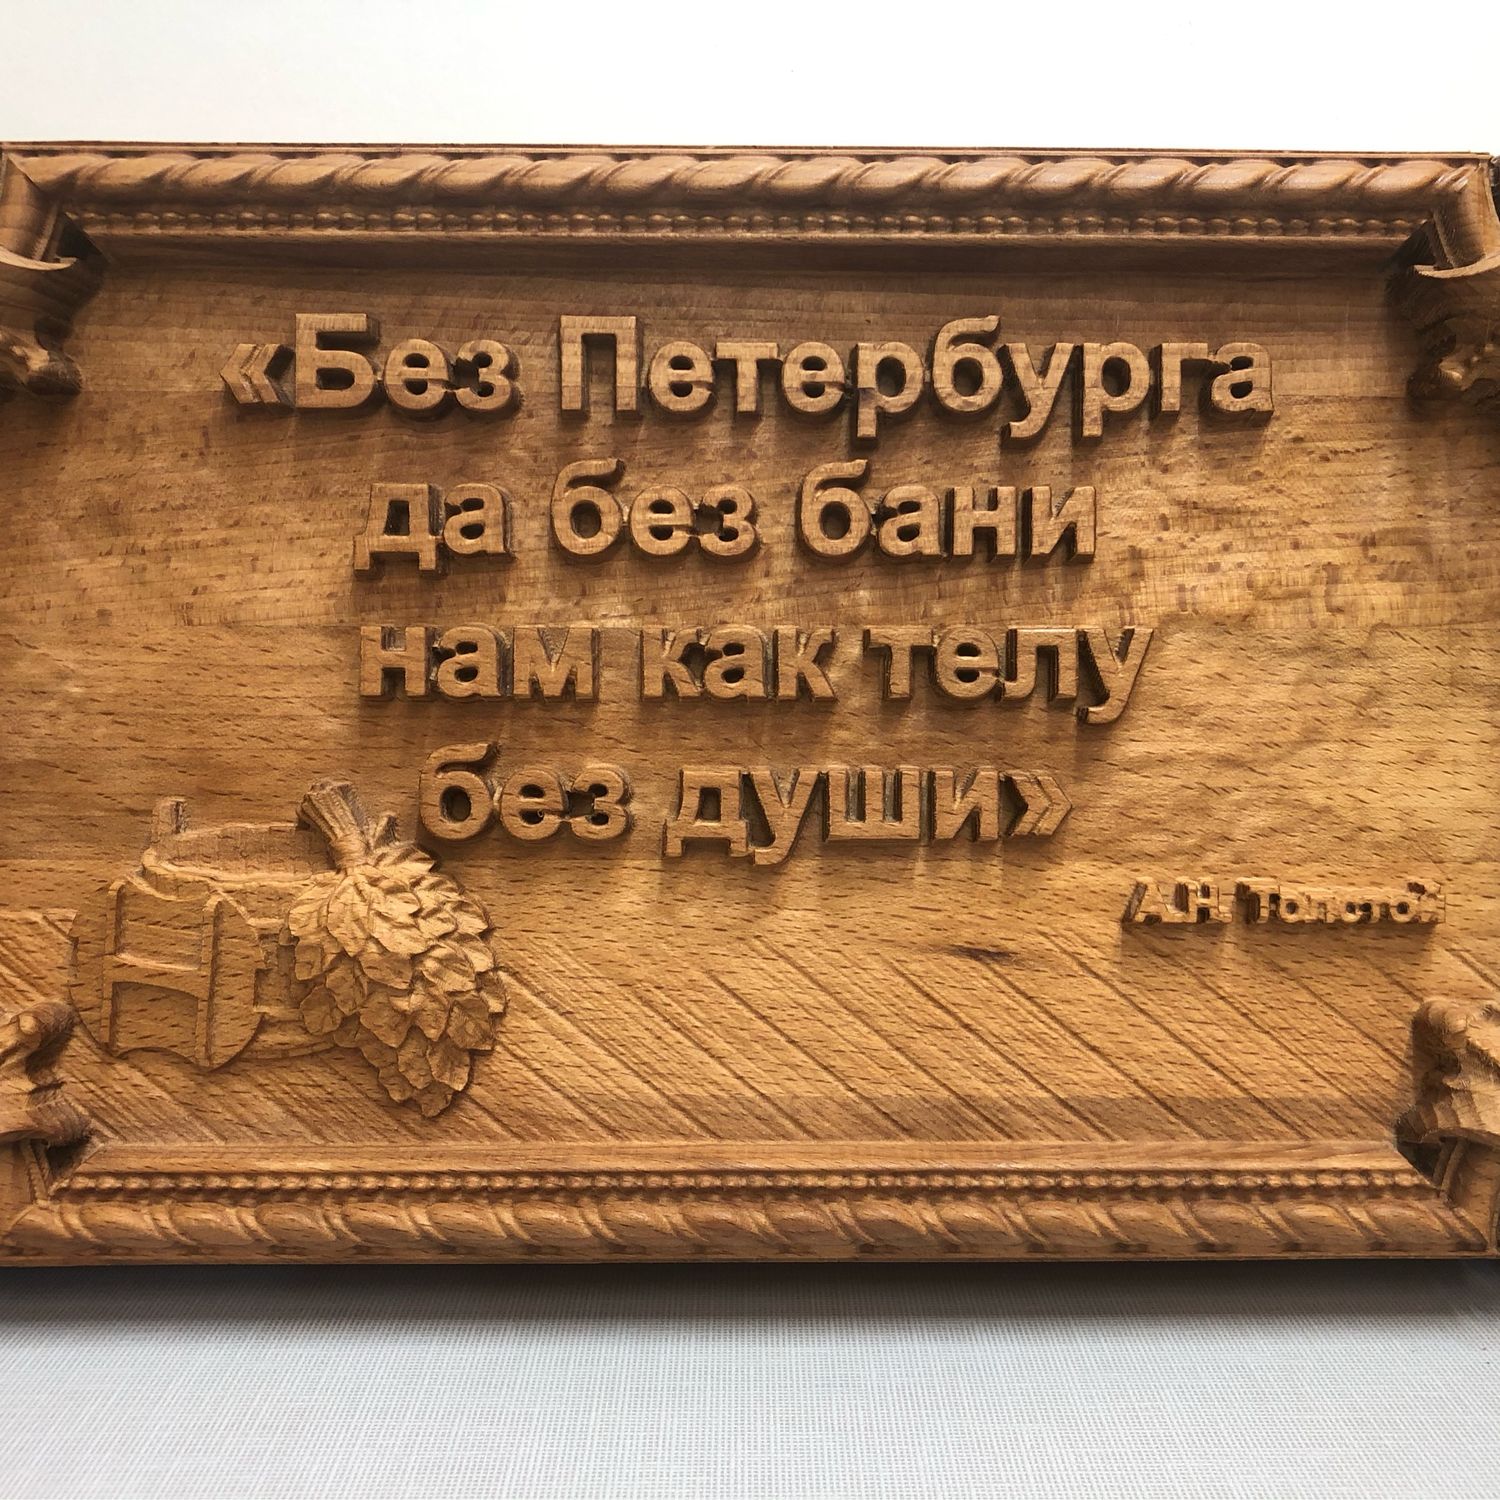 «Без Петербурга
да без бани
нам как телу
без души»
А.Н. Толстой